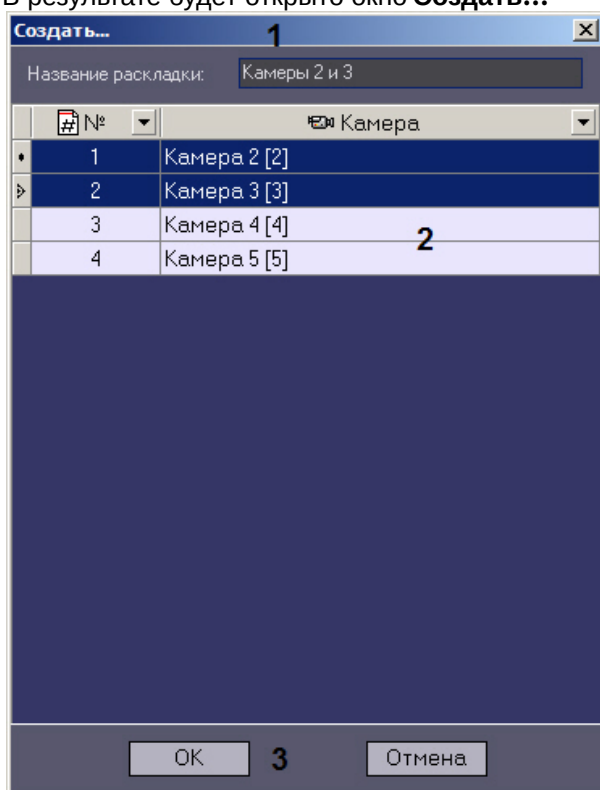 В результате будет открыто окно Создать...
Создать... 1
Название раскладки: Камеры 2 и 3
№ Камера
1 Камера 2 [2]
2 Камера 3 [3]
3 Камера 4 [4]
2
4 Камера 5 [5]
OK 3 Отмена